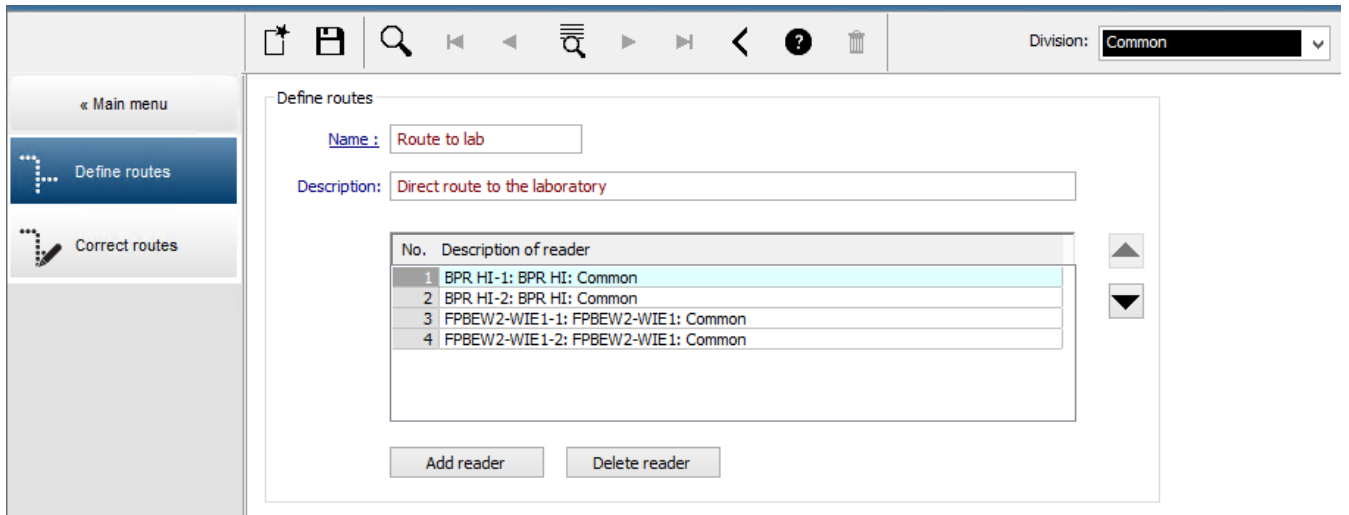 Division: Common
« Main menu
Define routes
Correct routes
Define routes
Name : Route to lab
Description: Direct route to the laboratory
No. Description of reader
1 BPR HI-1: BPR HI: Common
2 BPR HI-2: BPR HI: Common
3 FPBEW2-WIE1-1: FPBEW2-WIE1: Common
4 FPBEW2-WIE1-2: FPBEW2-WIE1: Common
Add reader Delete reader